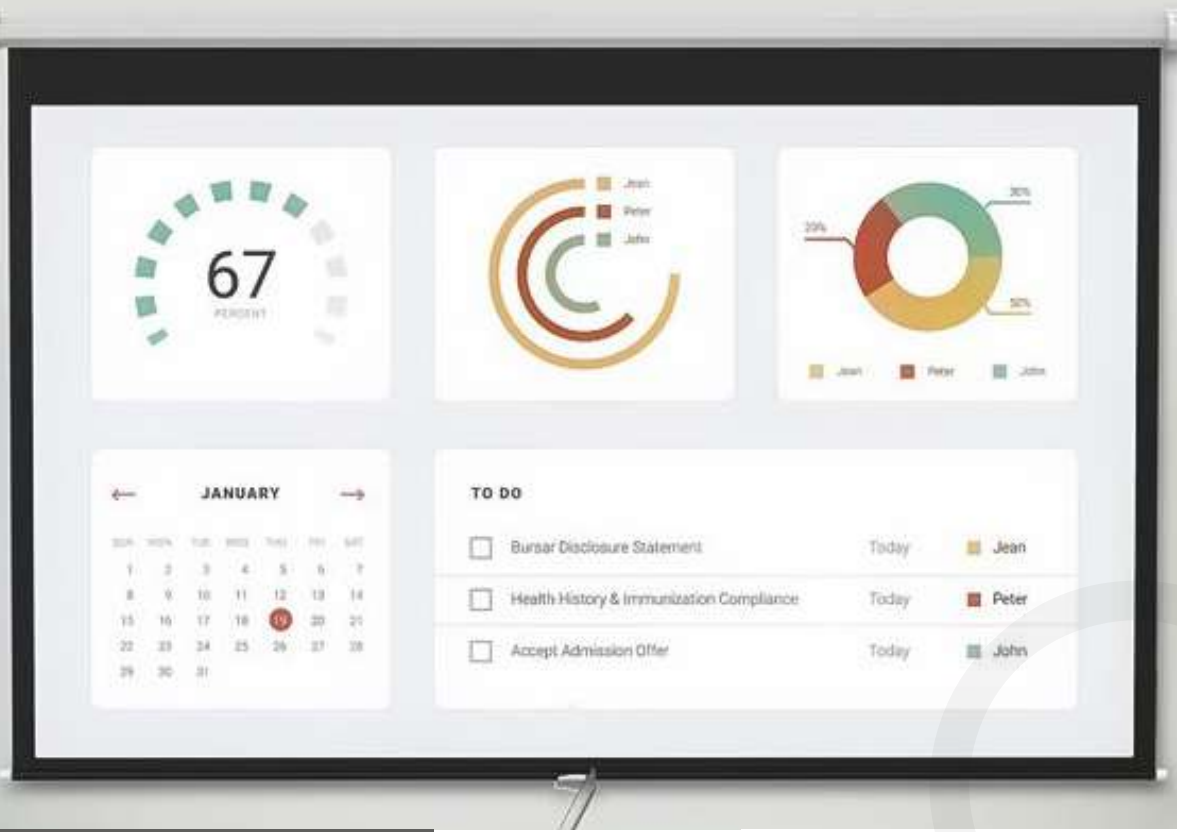 67
PERCENT
Jean
Peter
John
30%
20%
50%
Jean Peter John
JANUARY
SUN MON TUE WED THU FRI SAT
1 2 3 4 5 6 7
8 9 10 11 12 13 14
15 16 17 18 19 20 21
22 23 24 25 26 27 28
29 30 31
TO DO
Bursar Disclosure Statement Today Jean
Health History & Immunization Compliance Today Peter
Accept Admission Offer Today John